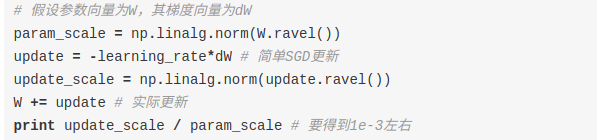 # 假设参数向量为W，其梯度向量为dW
param_scale = np.linalg.norm(W.ravel())
update = -learning_rate*dW # 简单SGD更新
update_scale = np.linalg.norm(update.ravel())
W += update # 实际更新
print update_scale / param_scale # 要得到1e-3左右